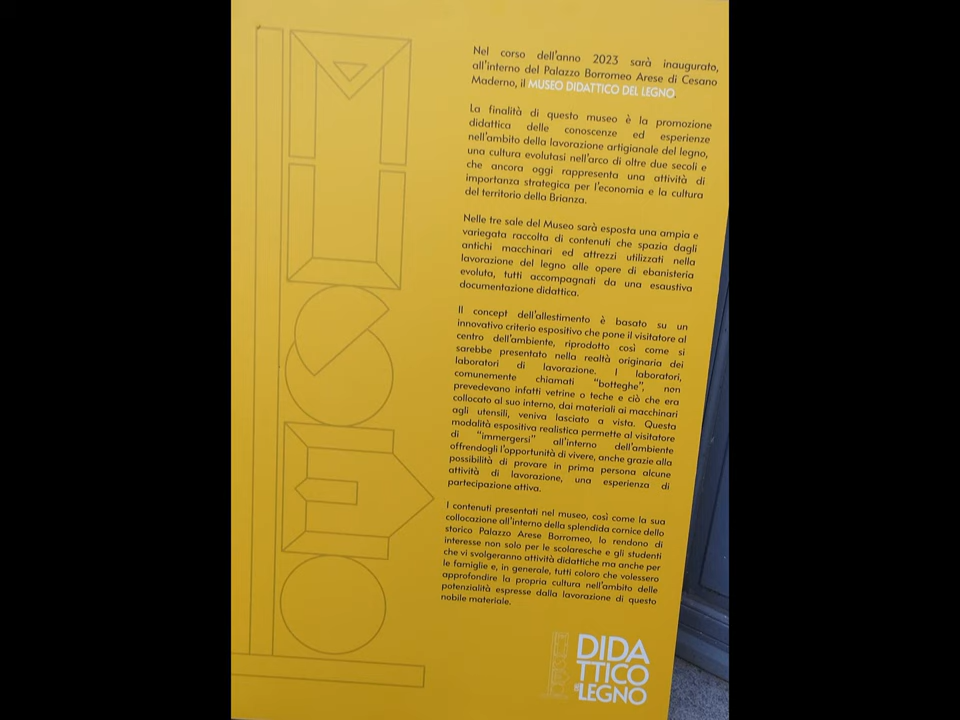 Nel corso dell'anno 2023 sarà inaugurato,
all'interno del Palazzo Borromeo Arese di Cesano
Maderno, il MUSEO DIDATTICO DEL LEGNO.
La finalità di questo museo è la promozione
didattica delle conoscenze ed esperienze
nell'ambito della lavorazione artigianale del legno,
una cultura evolutasi nell'arco di oltre due secoli e
che ancora oggi rappresenta una attività di
importanza strategica per l'economia e la cultura
del territorio della Brianza.
Nelle tre sale del Museo sarà esposta una ampia e
variegata raccolta di contenuti che spazia dagli
antichi macchinari ed attrezzi utilizzati nella
lavorazione del legno alle opere di ebanisteria
evoluta, tutti accompagnati da una esaustiva
documentazione didattica.
Il concept dell'allestimento è basato su un
innovativo criterio espositivo che pone il visitatore al
centro dell'ambiente, riprodotto così come si
sarebbe presentato nella realtà originaria dei
laboratori di lavorazione. I laboratori,
comunemente chiamati "botteghe", non
prevedevano infatti vetrine o teche e ciò che era
collocato al suo interno, dai materiali ai macchinari
agli utensili, veniva lasciato a vista. Questa
modalità espositiva realistica permette al visitatore
di "immergersi" all'interno dell'ambiente
offrendogli l'opportunità di vivere, anche grazie alla
possibilità di provare in prima persona alcune
attività di lavorazione, una esperienza di
partecipazione attiva.
I contenuti presentati nel museo, così come la sua
collocazione all'interno della splendida cornice dello
storico Palazzo Arese Borromeo, lo rendono di
interesse non solo per le scolaresche e gli studenti
che vi svolgeranno attività didattiche ma anche per
le famiglie e, in generale, tutti coloro che volessero
approfondire la propria cultura nell'ambito delle
potenzialità espresse dalla lavorazione di questo
nobile materiale.
DIDA
TTICO
LEGNO